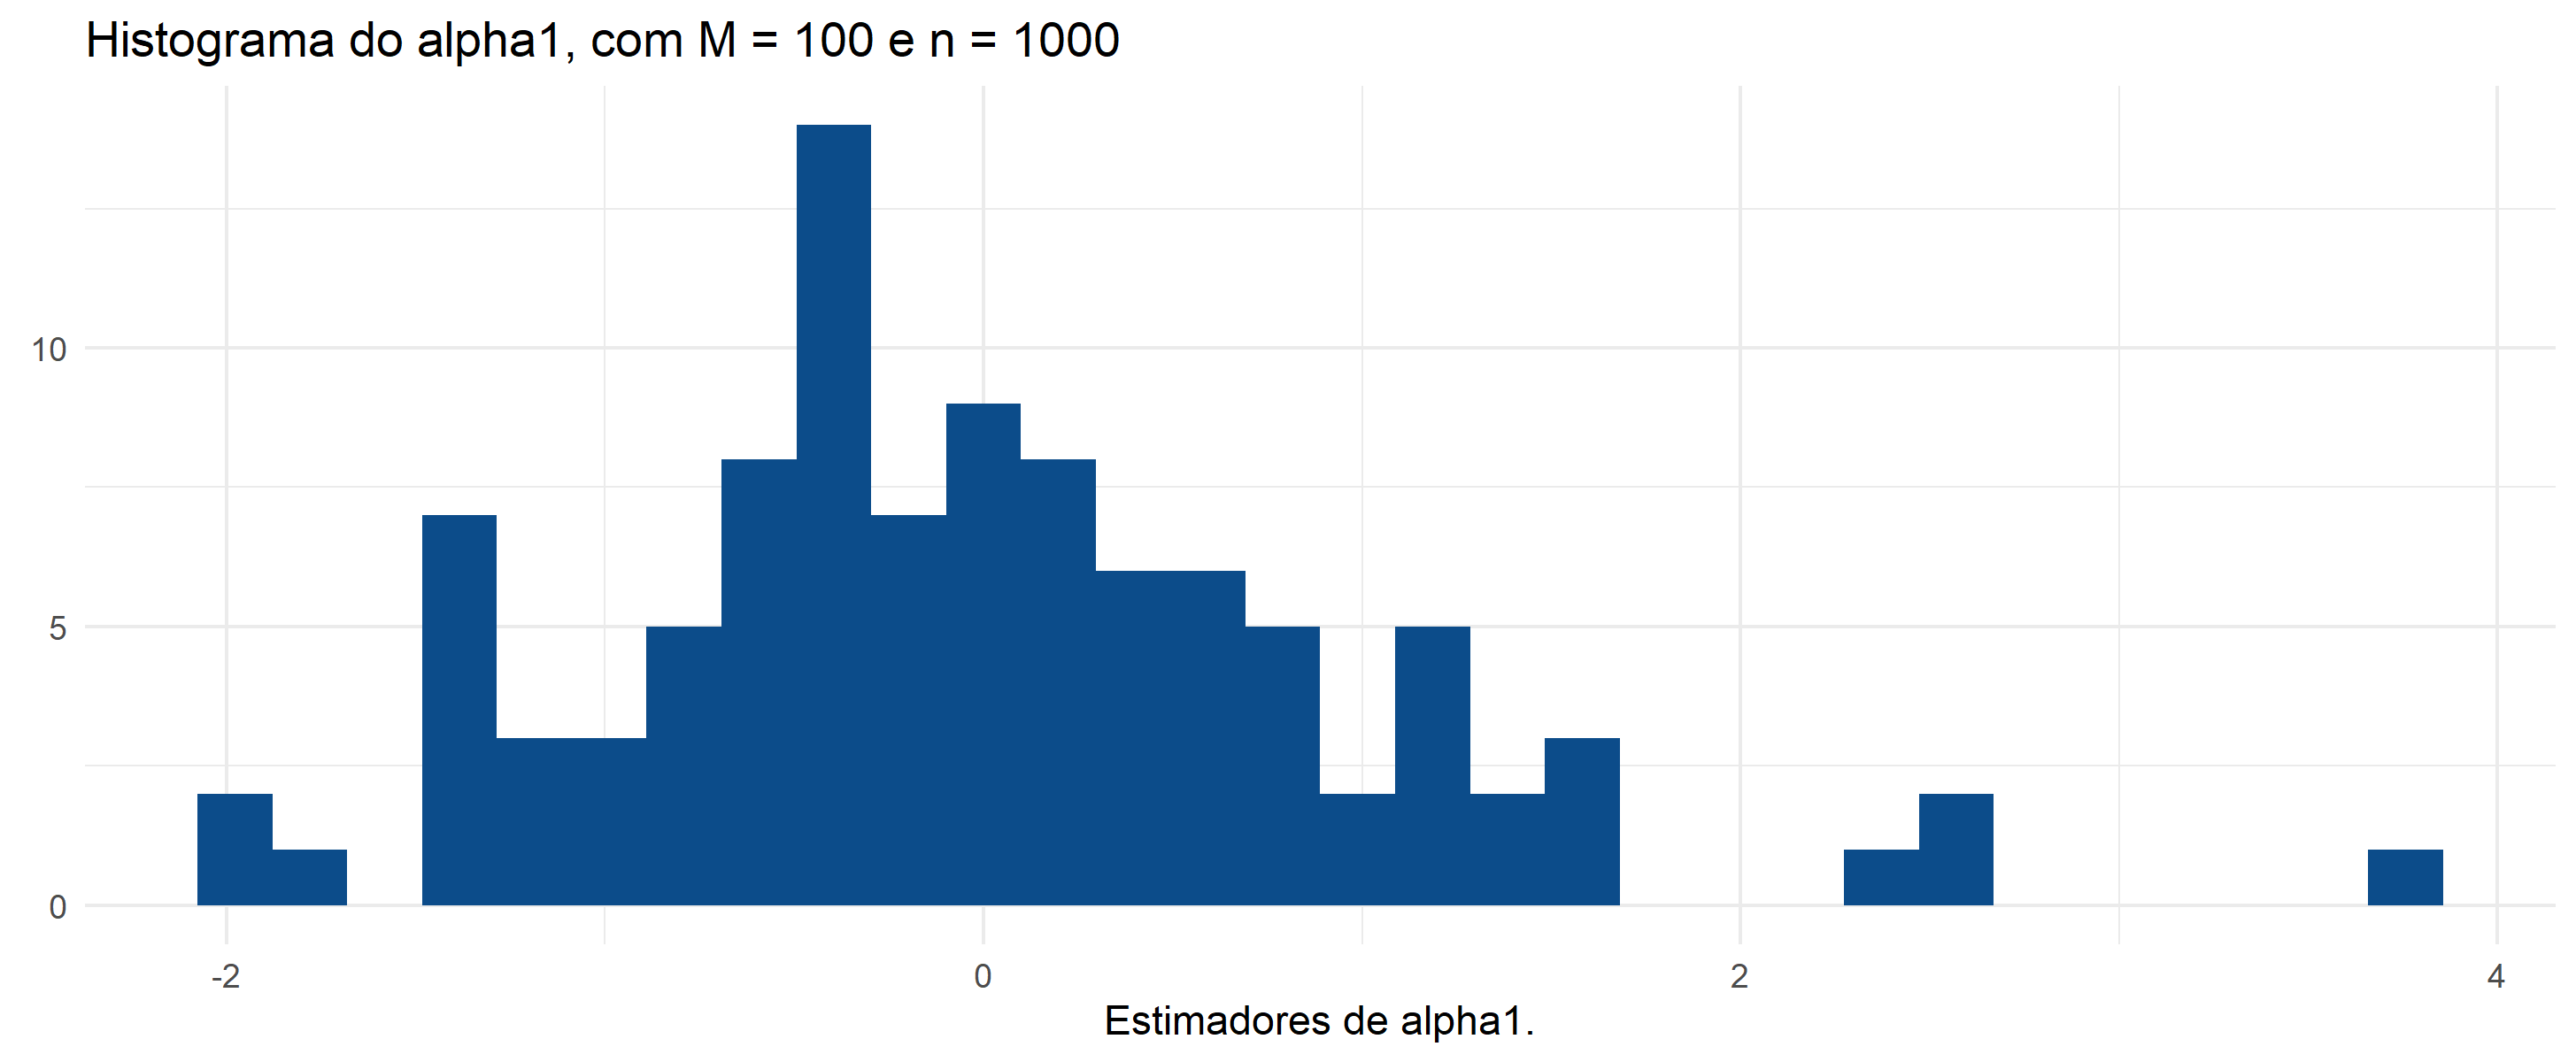 Histograma do alpha1, com M = 100 e n = 1000
10
5
0
-2 0 2 4
Estimadores de alpha1.